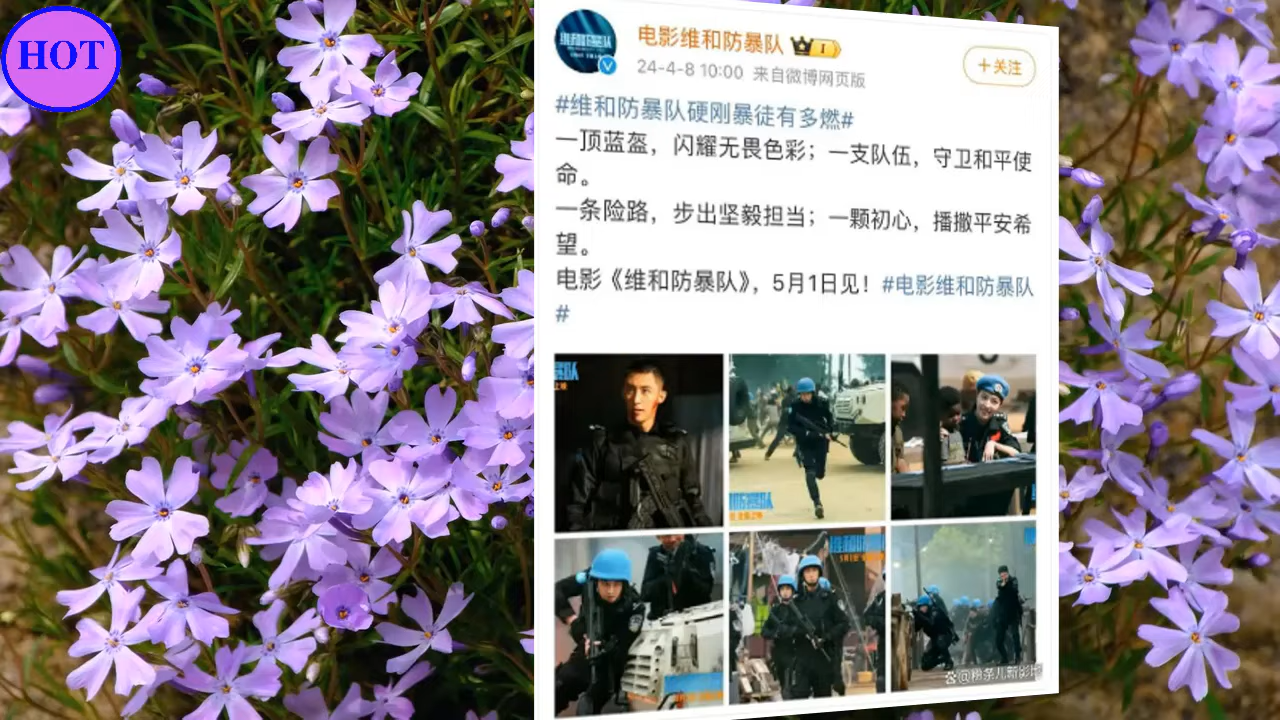 HOT
电影维和防暴队
24-4-8 10:00 来自微博网页版
+关注
#维和防暴队硬刚暴徒有多燃#
一顶蓝盔，闪耀无畏色彩；一支队伍，守卫和平使
命。
一条险路，步出坚毅担当；一颗初心，播撒平安希
望。
电影《维和防暴队》，5月1日见！#电影维和防暴队
#